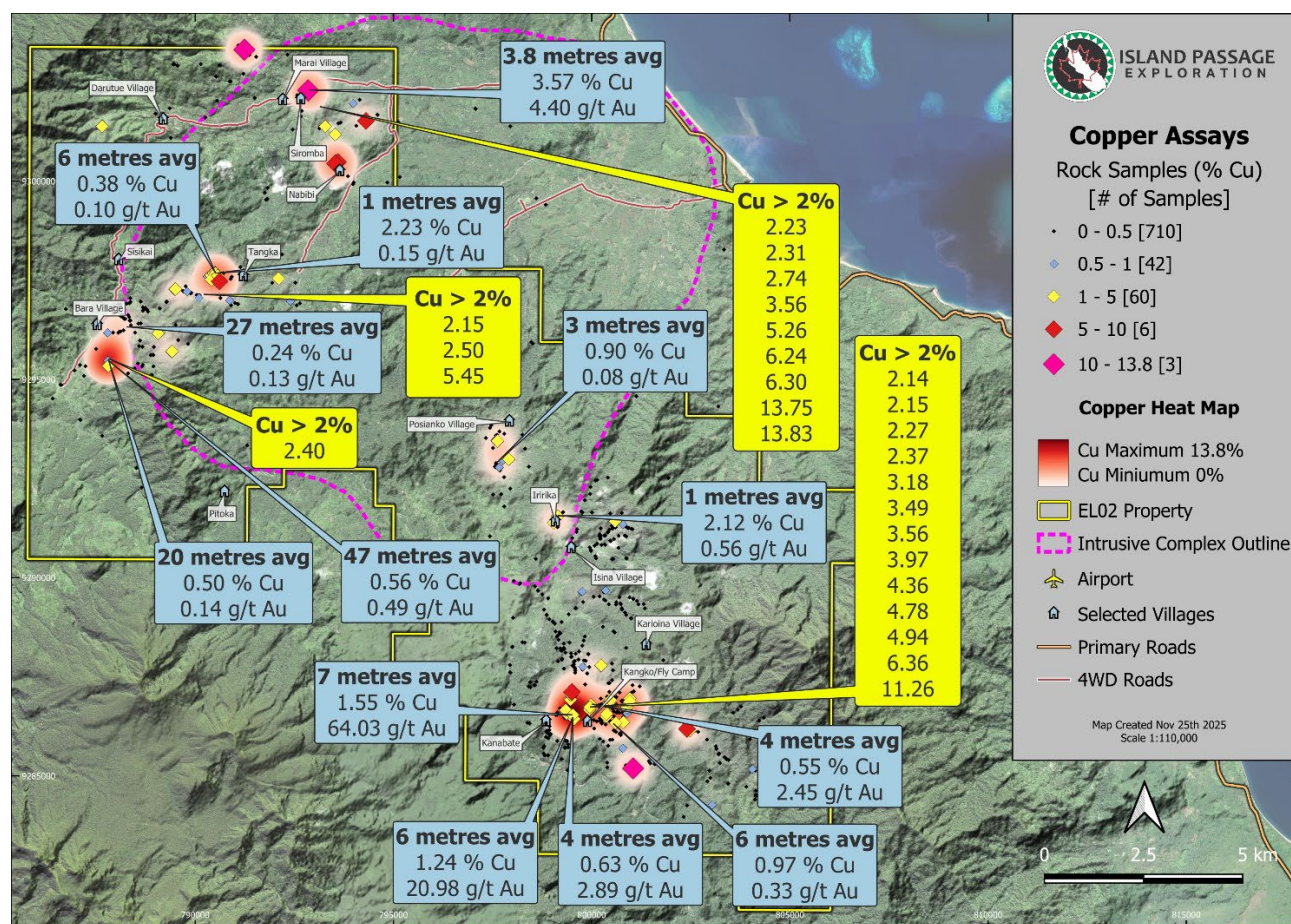 ISLAND PASSAGE
EXPLORATION
Copper Assays
Rock Samples (% Cu)
[# of Samples]
0 - 0.5 [710]
0.5 - 1 [42]
1 - 5 [60]
5 - 10 [6]
10 - 13.8 [3]
Copper Heat Map
Cu Maximum 13.8%
Cu Miniumum 0%
EL02 Property
Intrusive Complex Outline
Airport
Selected Villages
Primary Roads
4WD Roads
Map Created Nov 25th 2025
Scale 1:110,000
0 2.5 5 km
Marai Village
Darutue Village
Siromba
Nabibi
3.8 metres avg
3.57 % Cu
4.40 g/t Au
6 metres avg
0.38 % Cu
0.10 g/t Au
1 metres avg
2.23 % Cu
0.15 g/t Au
Sisikai
Tangka
Bara Village
Cu > 2%
2.23
2.31
2.74
3.56
5.26
6.24
6.30
13.75
13.83
Cu > 2%
2.15
2.50
5.45
27 metres avg
0.24 % Cu
0.13 g/t Au
3 metres avg
0.90 % Cu
0.08 g/t Au
Cu > 2%
2.14
2.15
2.27
2.37
3.18
3.49
3.56
3.97
4.36
4.78
4.94
6.36
11.26
Cu > 2%
2.40
Posianko Village
Pitoka
Iririka
Isina Village
1 metres avg
2.12 % Cu
0.56 g/t Au
20 metres avg
0.50 % Cu
0.14 g/t Au
47 metres avg
0.56 % Cu
0.49 g/t Au
Karioina Village
Kangko/Fly Camp
Kanabate
7 metres avg
1.55 % Cu
64.03 g/t Au
4 metres avg
0.55 % Cu
2.45 g/t Au
6 metres avg
1.24 % Cu
20.98 g/t Au
4 metres avg
0.63 % Cu
2.89 g/t Au
6 metres avg
0.97 % Cu
0.33 g/t Au
9300000
9295000
9290000
9285000
790000
795000
800000
805000
810000
815000